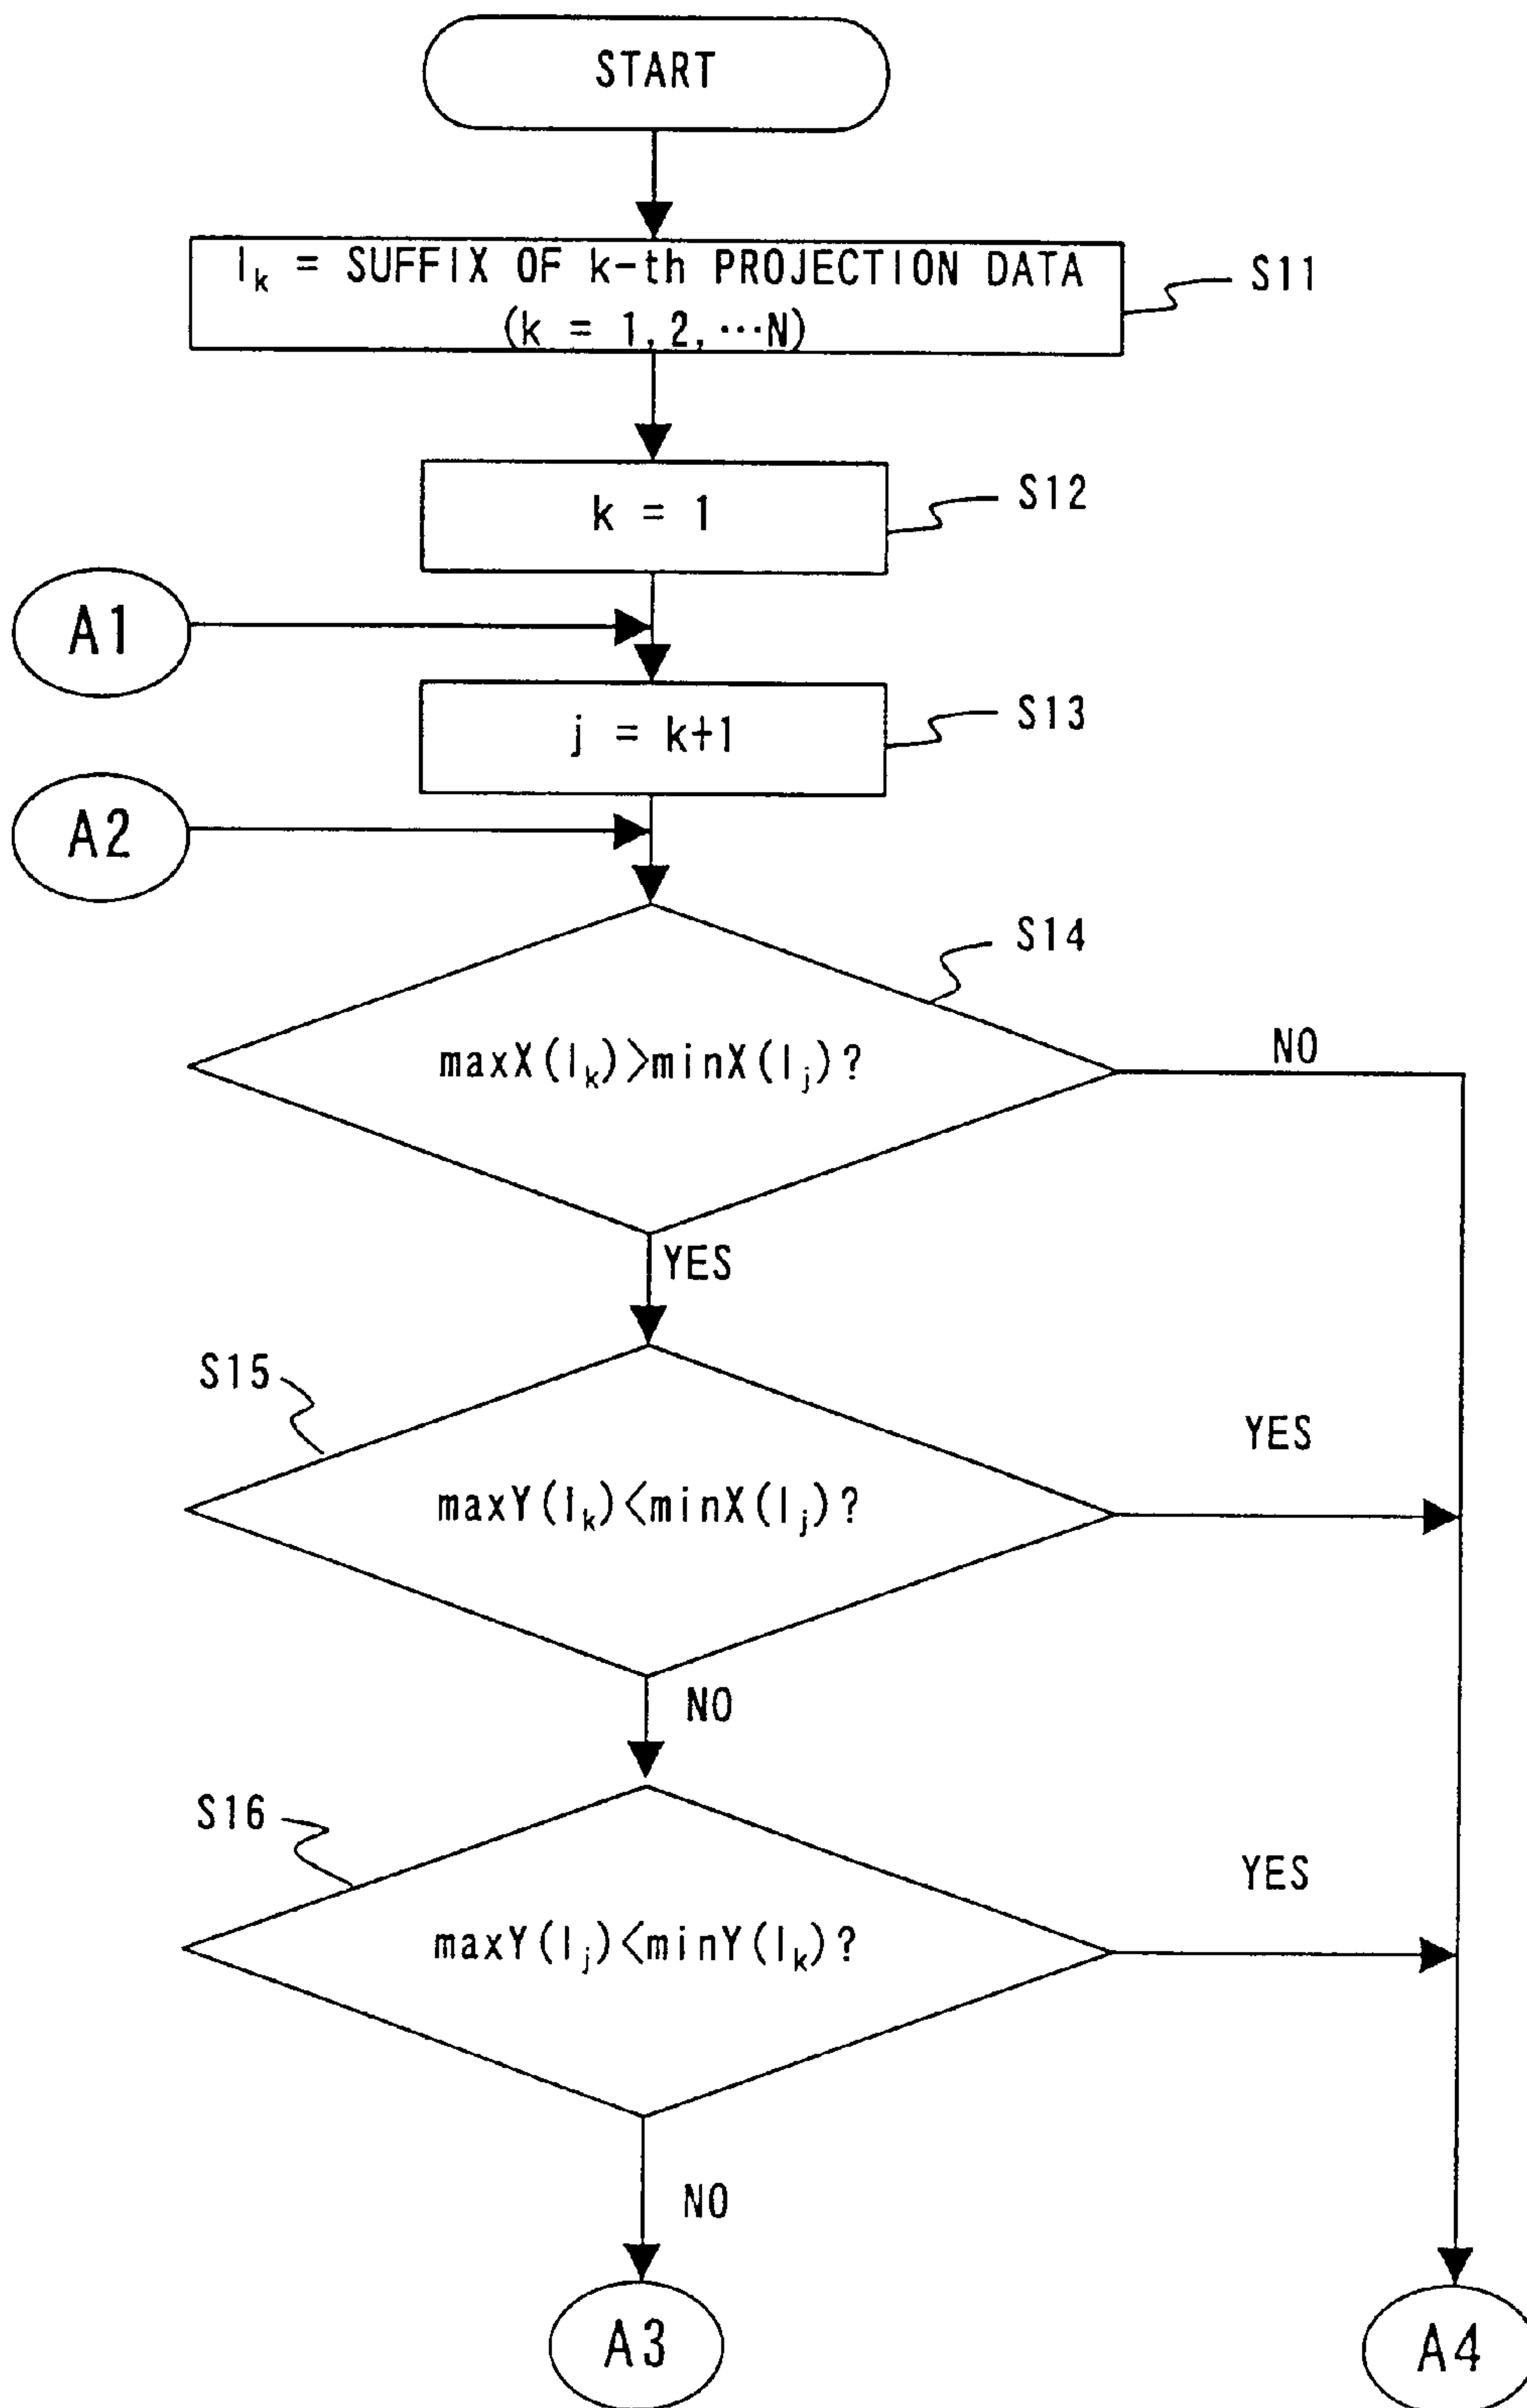 START
I_k = SUFFIX OF k-th PROJECTION DATA
(k = 1, 2, ···N)
S11
k = 1
S12
A1
j = k+1
S13
A2
S14
maxX(I_k)>minX(I_j)?
NO
YES
S15
maxY(I_k)<minX(I_j)?
YES
NO
S16
maxY(I_j)<minY(I_k)?
YES
NO
A3
A4